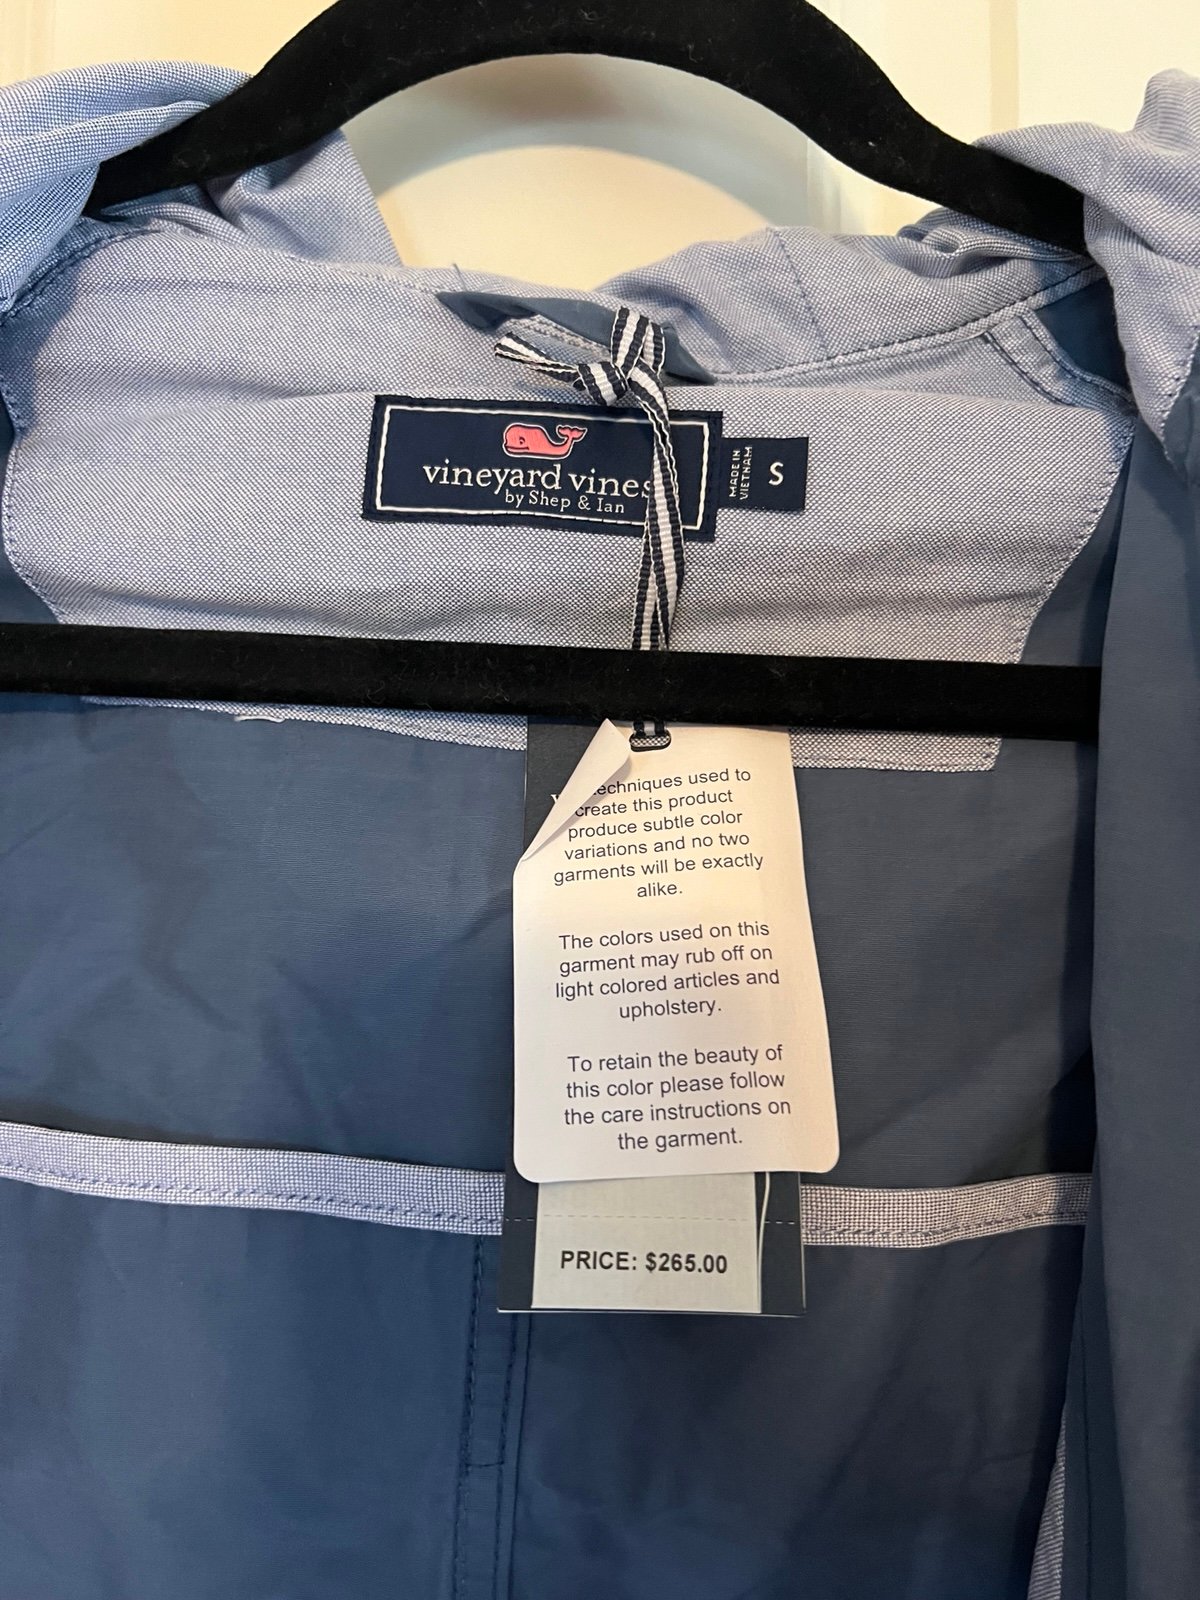 vineyard vines
by Shep & Ian
MADE IN
VIETNAM
S
techniques used to
create this product
produce subtle color
variations and no two
garments will be exactly
alike.
The colors used on this
garment may rub off on
light colored articles and
upholstery.
To retain the beauty of
this color please follow
the care instructions on
the garment.
PRICE: $265.00